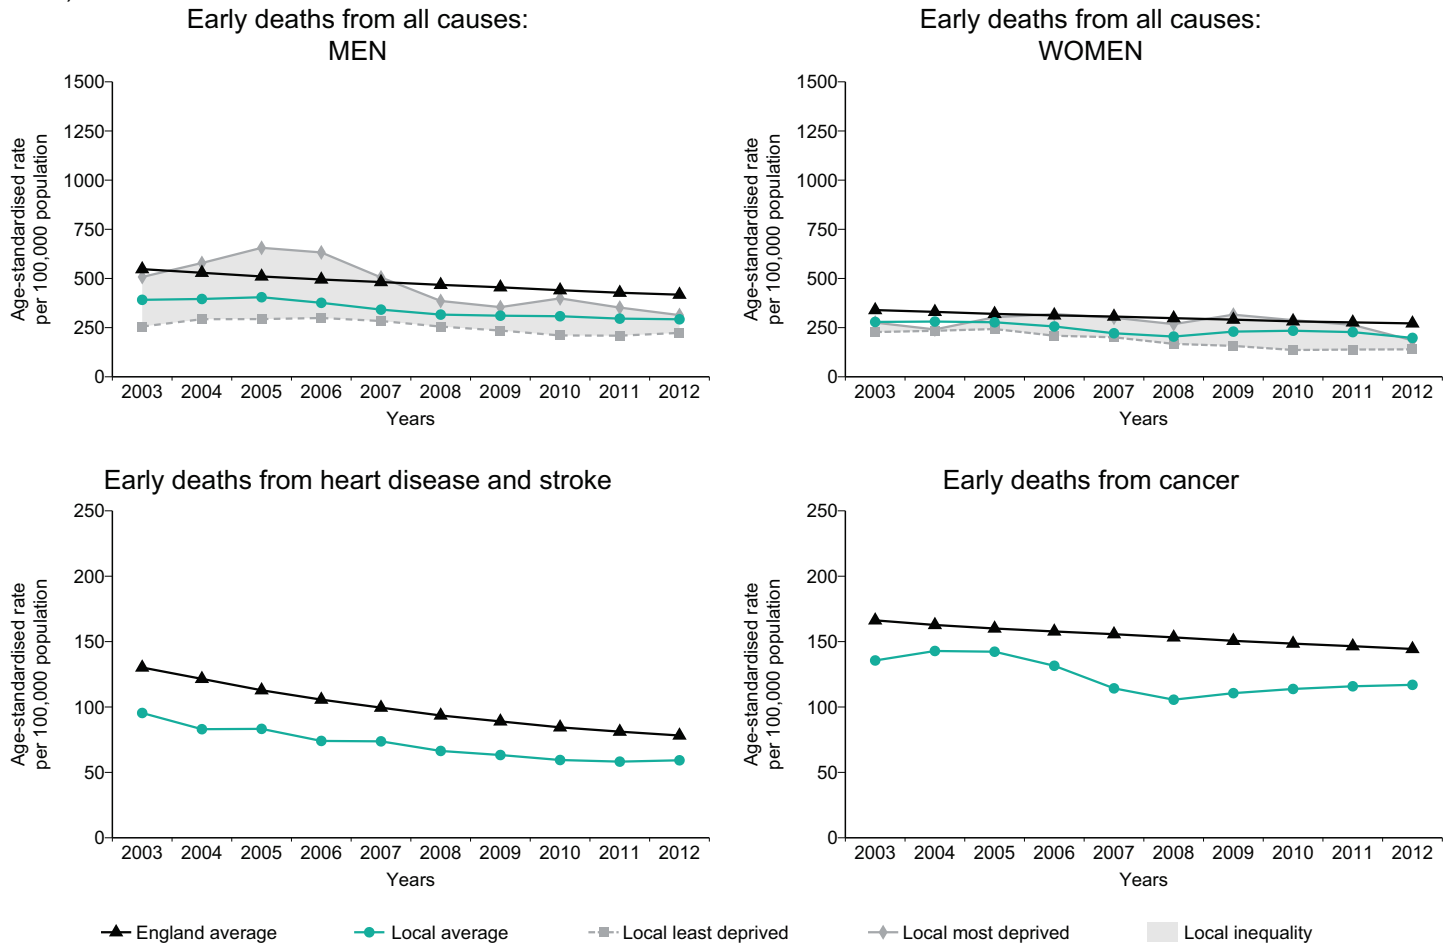 Early deaths from all causes:
MEN
Age-standardised rate
per 100,000 population
1500
1250
1000
750
500
250
0
2003 2004 2005 2006 2007 2008 2009 2010 2011 2012
Years
Early deaths from all causes:
WOMEN
Age-standardised rate
per 100,000 population
1500
1250
1000
750
500
250
0
2003 2004 2005 2006 2007 2008 2009 2010 2011 2012
Years
Early deaths from heart disease and stroke
Age-standardised rate
per 100,000 population
250
200
150
100
50
0
2003 2004 2005 2006 2007 2008 2009 2010 2011 2012
Years
Early deaths from cancer
Age-standardised rate
per 100,000 population
250
200
150
100
50
0
2003 2004 2005 2006 2007 2008 2009 2010 2011 2012
Years
England average Local average Local least deprived Local most deprived Local inequality